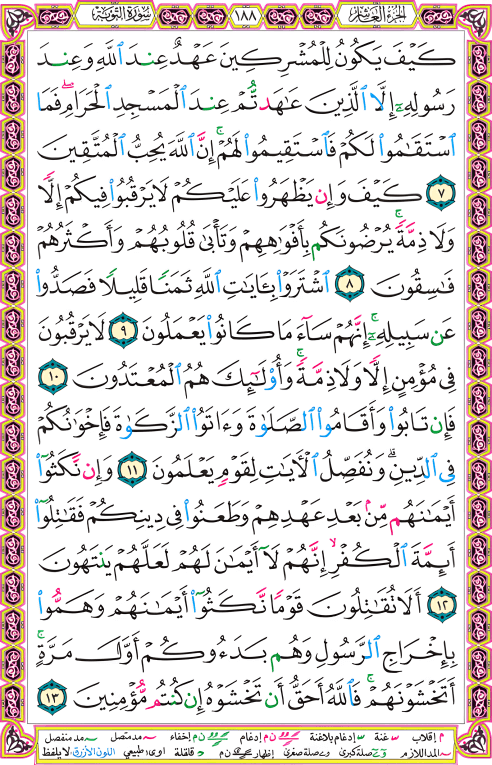 الجزء العاشر ١٨٨ سورة التوبة
كَيْفَ يَكُونُ لِلْمُشْرِكِينَ عَهْدٌ عِندَ ٱللَّهِ وَعِندَ
رَسُولِهِۦٓ إِلَّا ٱلَّذِينَ عَٰهَدتُّمْ عِندَ ٱلْمَسْجِدِ ٱلْحَرَامِ ۖ فَمَا
ٱسْتَقَٰمُوا۟ لَكُمْ فَٱسْتَقِيمُوا۟ لَهُمْ ۚ إِنَّ ٱللَّهَ يُحِبُّ ٱلْمُتَّقِينَ
٧ كَيْفَ وَإِن يَظْهَرُوا۟ عَلَيْكُمْ لَا يَرْقُبُوا۟ فِيكُمْ إِلًّا
وَلَا ذِمَّةً ۚ يُرْضُونَكُم بِأَفْوَٰهِهِمْ وَتَأْبَىٰ قُلُوبُهُمْ وَأَكْثَرُهُمْ
فَٰسِقُونَ ٨ ٱشْتَرَوْا۟ بِـَٔايَٰتِ ٱللَّهِ ثَمَنًا قَلِيلًا فَصَدُّوا۟
عَن سَبِيلِهِۦٓ ۚ إِنَّهُمْ سَآءَ مَا كَانُوا۟ يَعْمَلُونَ ٩ لَا يَرْقُبُونَ
فِى مُؤْمِنٍ إِلًّا وَلَا ذِمَّةً ۚ وَأُو۟لَٰٓئِكَ هُمُ ٱلْمُعْتَدُونَ ١٠
فَإِن تَابُوا۟ وَأَقَامُوا۟ ٱلصَّلَوٰةَ وَءَاتَوُا۟ ٱلزَّكَوٰةَ فَإِخْوَٰنُكُمْ
فِى ٱلدِّينِ ۗ وَنُفَصِّلُ ٱلْءَايَٰتِ لِقَوْمٍ يَعْلَمُونَ ١١ وَإِن نَّكَثُوٓا۟
أَيْمَٰنَهُم مِّنۢ بَعْدِ عَهْدِهِمْ وَطَعَنُوا۟ فِى دِينِكُمْ فَقَٰتِلُوٓا۟
أَئِمَّةَ ٱلْكُفْرِ ۙ إِنَّهُمْ لَآ أَيْمَٰنَ لَهُمْ لَعَلَّهُمْ يَنتَهُونَ
١٢ أَلَا تُقَٰتِلُونَ قَوْمًا نَّكَثُوٓا۟ أَيْمَٰنَهُمْ وَهَمُّوا۟
بِإِخْرَاجِ ٱلرَّسُولِ وَهُم بَدَءُوكُمْ أَوَّلَ مَرَّةٍ ۚ
أَتَخْشَوْنَهُمْ ۚ فَٱللَّهُ أَحَقُّ أَن تَخْشَوْهُ إِن كُنتُم مُّؤْمِنِينَ ١٣
م إقلاب غنة ن م إدغام إدغام بلاغنة ن م إخفاء مد متصل مد منفصل
المد اللازم وے صلة كبرى وے صلة صغرى إظهار ن م قلقلة اوى طبيعي اللون الأزرق لا يلفظ